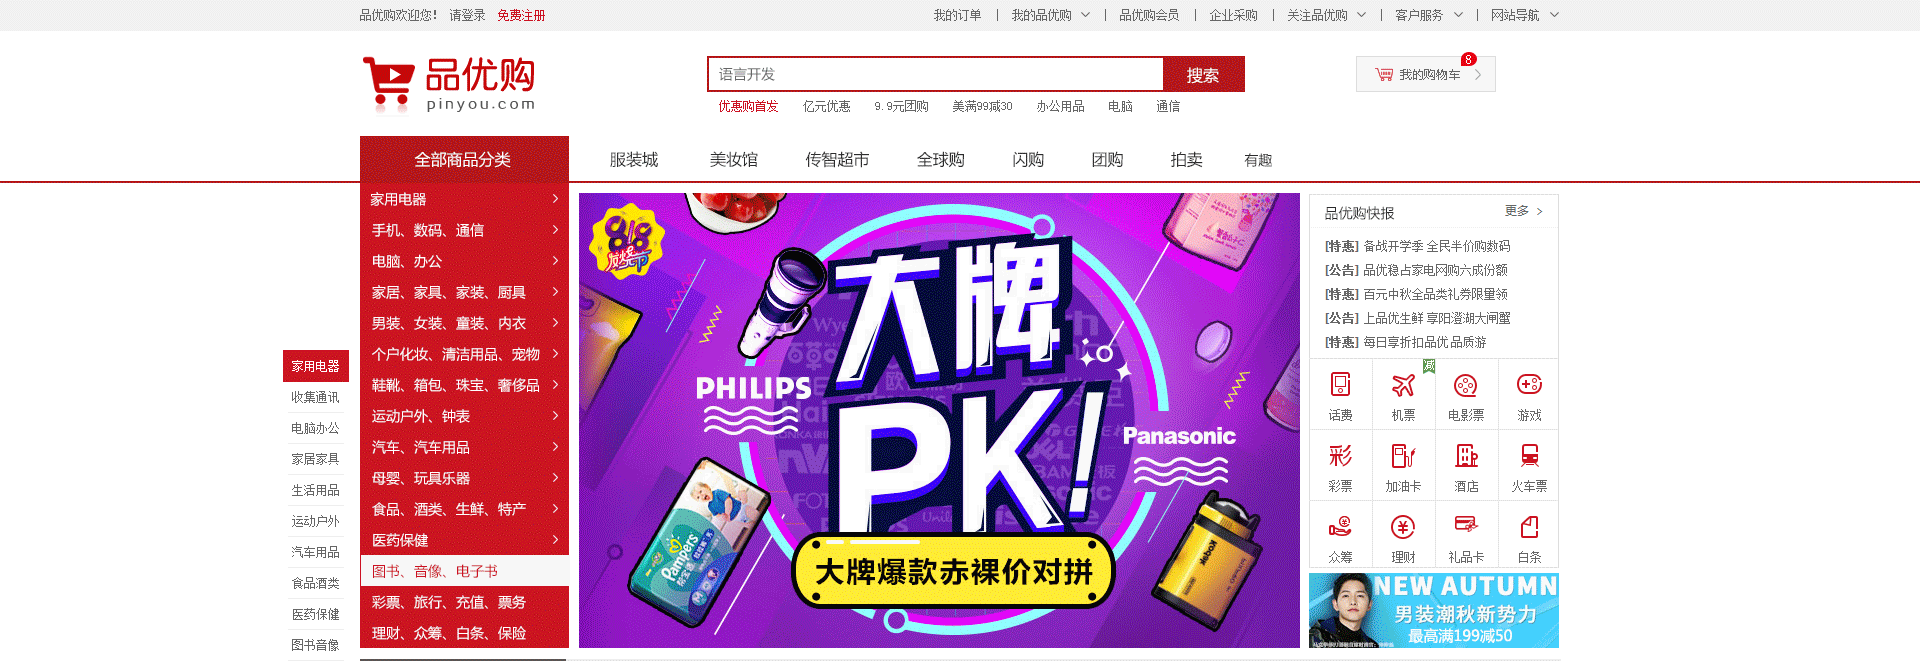 品优购欢迎您! 请登录 免费注册
我的订单 | 我的品优购 | 品优购会员 | 企业采购 | 关注品优购 | 客户服务 | 网站导航
品优购
pinyou.com
语言开发
搜索
8
我的购物车
优惠购首发 亿元优惠 9.9元团购 美满99减30 办公用品 电脑 通信
全部商品分类
服装城 美妆馆 传智超市 全球购 闪购 团购 拍卖 有趣
家用电器
手机、数码、通信
电脑、办公
家居、家具、家装、厨具
男装、女装、童装、内衣
个户化妆、清洁用品、宠物
鞋靴、箱包、珠宝、奢侈品
运动户外、钟表
汽车、汽车用品
母婴、玩具乐器
食品、酒类、生鲜、特产
医药保健
图书、音像、电子书
彩票、旅行、充值、票务
理财、众筹、白条、保险
家用电器
收集通讯
电脑办公
家居家具
生活用品
运动户外
汽车用品
食品酒类
医药保健
图书音像
818
大牌
PK!
PHILIPS
Panasonic
Pampers
Kodak
大牌爆款赤裸价对拼
品优购快报
更多
[特惠] 备战开学季 全民半价购数码
[公告] 品优稳占家电网购六成份额
[特惠] 百元中秋全品类礼券限量领
[公告] 上品优生鲜 享阳澄湖大闸蟹
[特惠] 每日享折扣品优品质游
减
话费 机票 电影票 游戏
彩
彩票 加油卡 酒店 火车票
众筹 理财 礼品卡 白条
NEW AUTUMN
男装潮秋新势力
最高满199减50